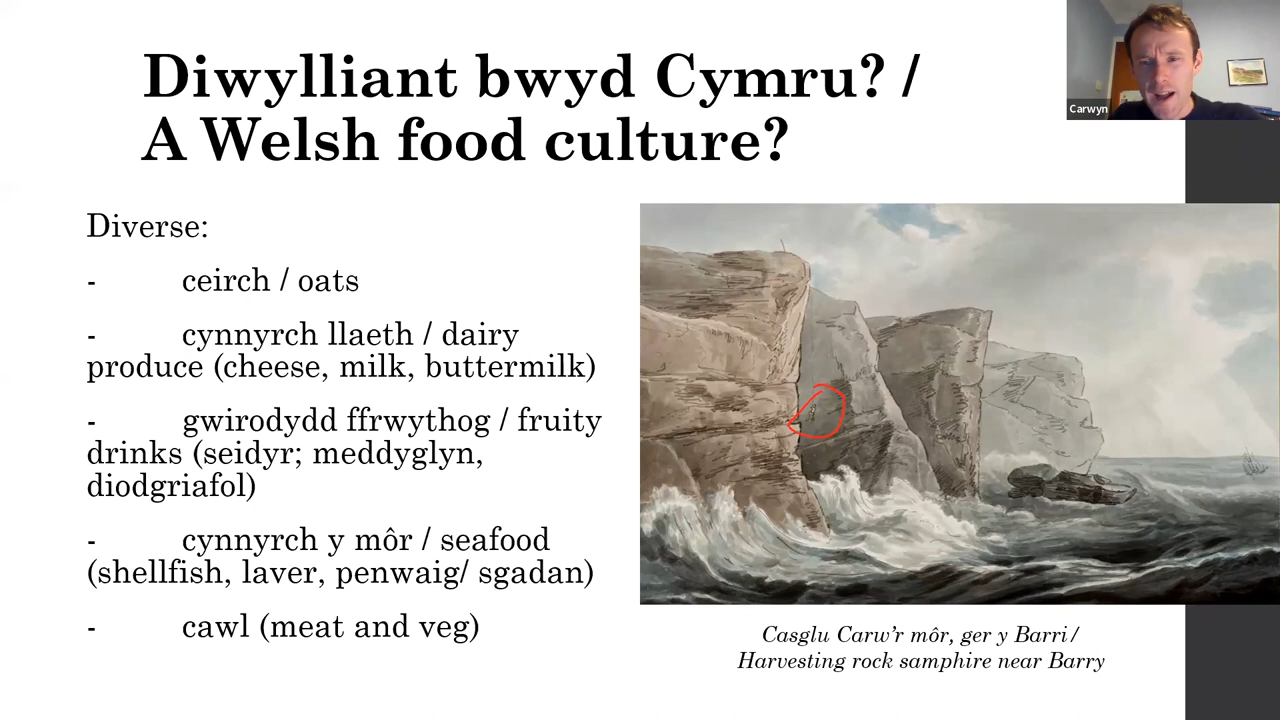 Diwylliant bwyd Cymru? /
A Welsh food culture?
Carwyn
Diverse:
- ceirch / oats
- cynnyrch llaeth / dairy
produce (cheese, milk, buttermilk)
- gwirodydd ffrwythog / fruity
drinks (seidyr; meddyglyn,
diodgriafol)
- cynnyrch y môr / seafood
(shellfish, laver, penwaig/ sgadan)
- cawl (meat and veg)
Casglu Carw’r môr, ger y Barri/
Harvesting rock samphire near Barry